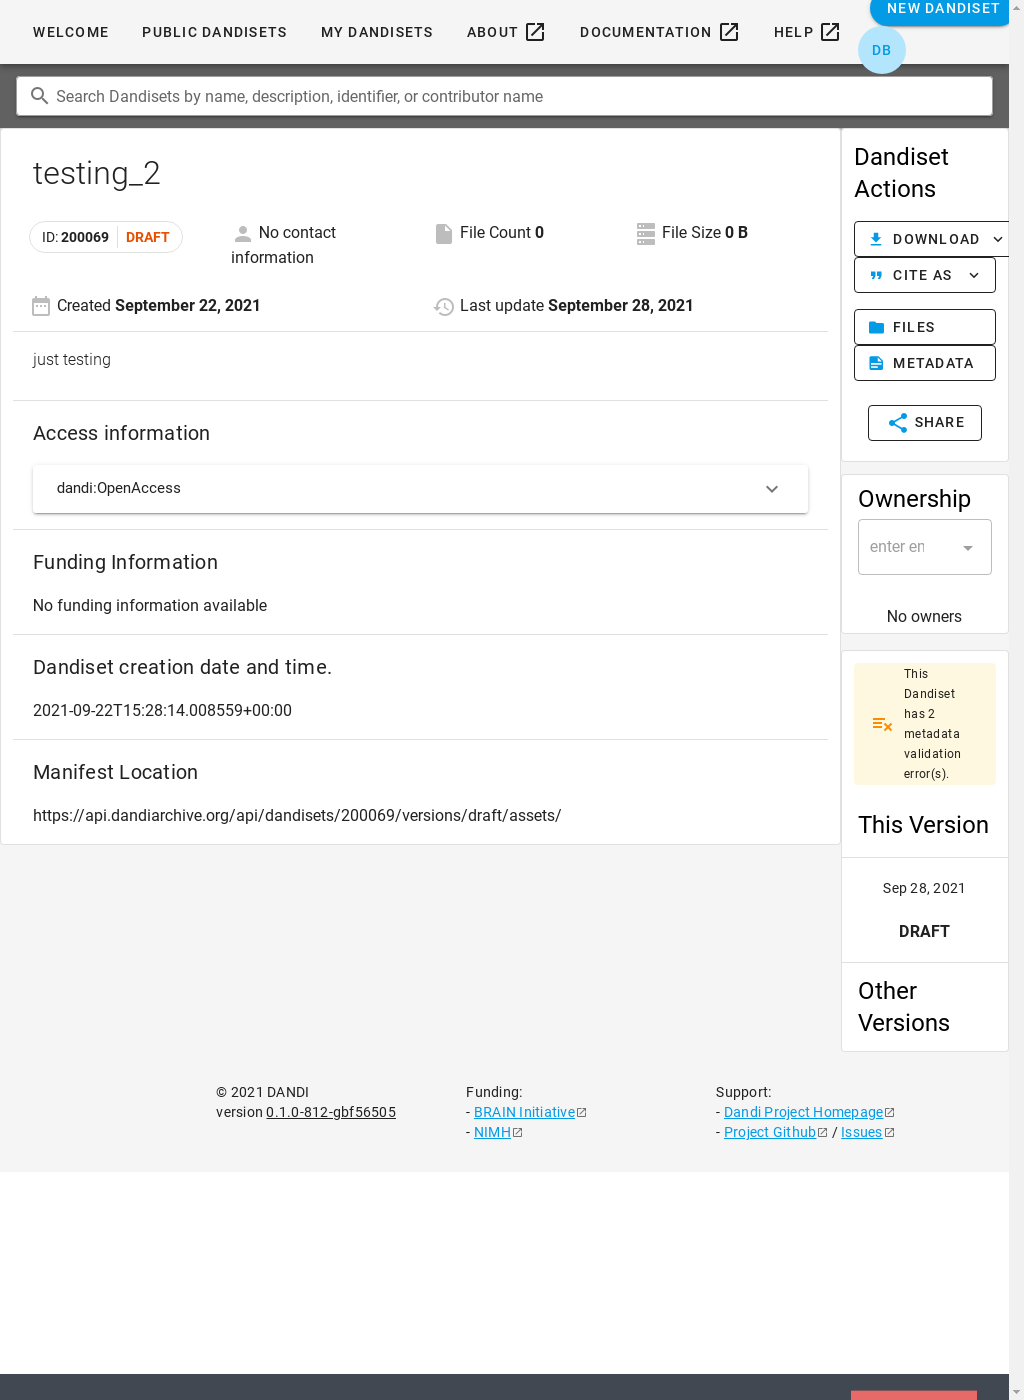 WELCOME PUBLIC DANDISETS MY DANDISETS ABOUT DOCUMENTATION HELP NEW DANDISET
DB
Search Dandisets by name, description, identifier, or contributor name
testing_2
ID: 200069 DRAFT
No contact information
File Count 0
File Size 0 B
Created September 22, 2021
Last update September 28, 2021
just testing
Access information
dandi:OpenAccess
Funding Information
No funding information available
Dandiset creation date and time.
2021-09-22T15:28:14.008559+00:00
Manifest Location
https://api.dandiarchive.org/api/dandisets/200069/versions/draft/assets/
Dandiset
Actions
DOWNLOAD
CITE AS
FILES
METADATA
SHARE
Ownership
enter en
No owners
This
Dandiset
has 2
metadata
validation
error(s).
This Version
Sep 28, 2021
DRAFT
Other
Versions
© 2021 DANDI
version 0.1.0-812-gbf56505
Funding:
- BRAIN Initiative
- NIMH
Support:
- Dandi Project Homepage
- Project Github / Issues